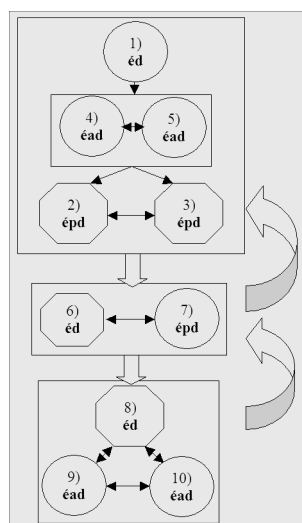 1)
éd
4)
éad
5)
éad
2)
épd
3)
épd
6)
éd
7)
épd
8)
éd
9)
éad
10)
éad